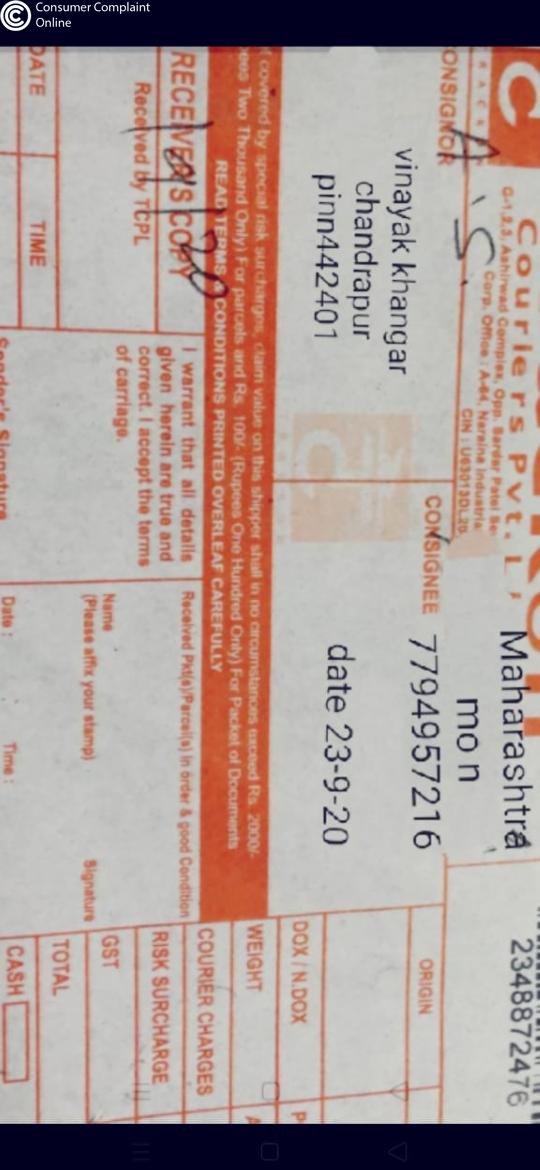 Consumer Complaint
Online
Couriers Pvt. L
G-1,2,3, Ashirwad Complex, Opp. Sardar Patel
Corp. Office : A-44, Naraina Industria
CIN : U63013DL20
Maharashtra
mo n
2348872476
CONSIGNOR
A.S.
vinayak khangar
chandrapur
pinn442401
CONSIGNEE
7794957216
date 23-9-20
ORIGIN
DOX / N.DOX
WEIGHT
COURIER CHARGES
RISK SURCHARGE
GST
TOTAL
CASH
covered by special risk surcharges, claim value on this shipper shall in no circumstances exceed Rs. 2000/-
Two Thousand Only) For parcels and Rs. 100/- (Rupees One Hundred Only) For Packet of Documents
READ TERMS CONDITIONS PRINTED OVERLEAF CAREFULLY
RECEIVER'S COPY
Received by TCPL
DATE
TIME
I warrant that all details
given herein are true and
correct. I accept the terms
of carriage.
Sender's Signature
Received Pkt(s)/Parcel(s) in order & good Condition
Name
(Please affix your stamp)
Signature
Date :
Time :